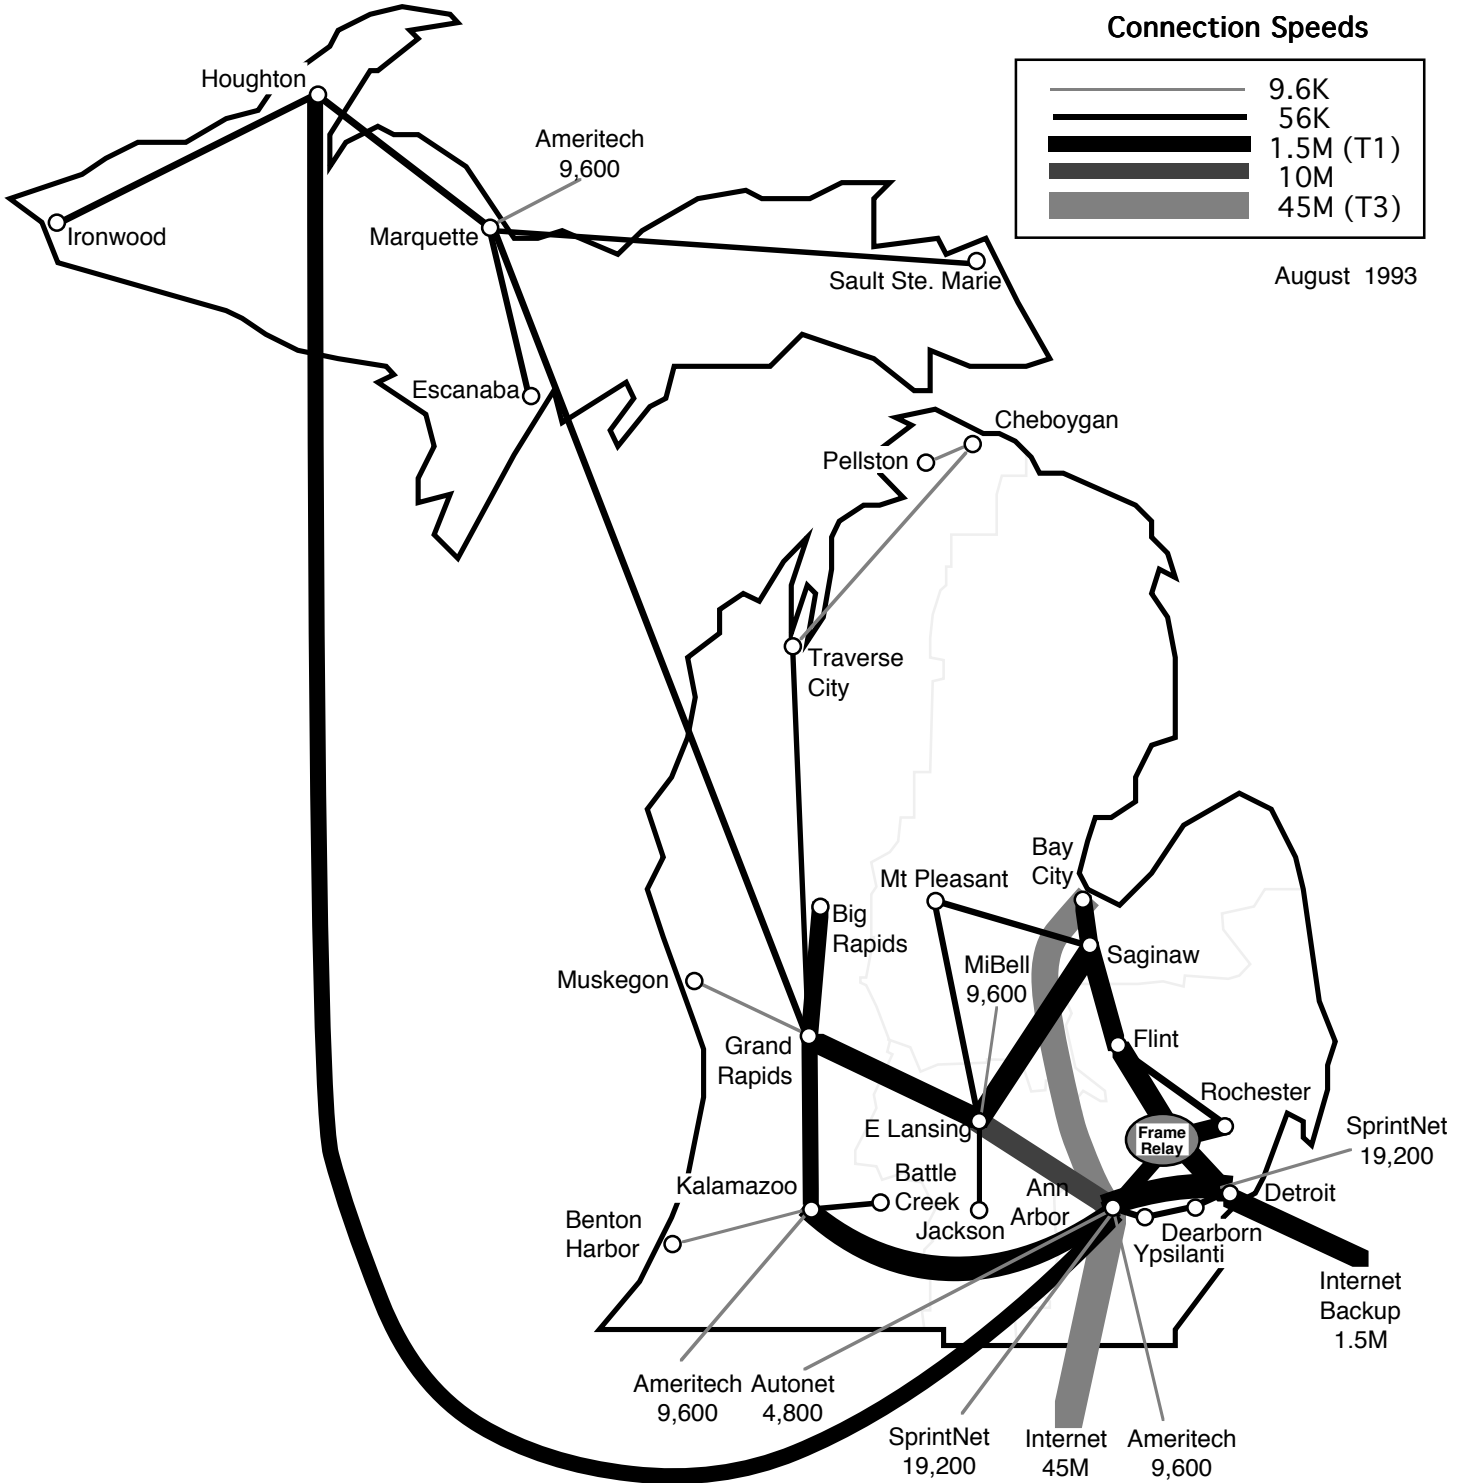 Connection Speeds
9.6K
56K
1.5M (T1)
10M
45M (T3)
August 1993
Houghton
Ameritech
9,600
Ironwood
Marquette
Sault Ste. Marie
Escanaba
Cheboygan
Pellston
Traverse
City
Bay
City
Mt Pleasant
Big
Rapids
Saginaw
MiBell
9,600
Muskegon
Grand
Rapids
Flint
Rochester
E Lansing
Frame
Relay
SprintNet
19,200
Kalamazoo
Battle
Creek
Ann
Arbor
Detroit
Jackson
Benton
Harbor
Dearborn
Ypsilanti
Internet
Backup
1.5M
Ameritech
9,600
Autonet
4,800
SprintNet
19,200
Internet
45M
Ameritech
9,600